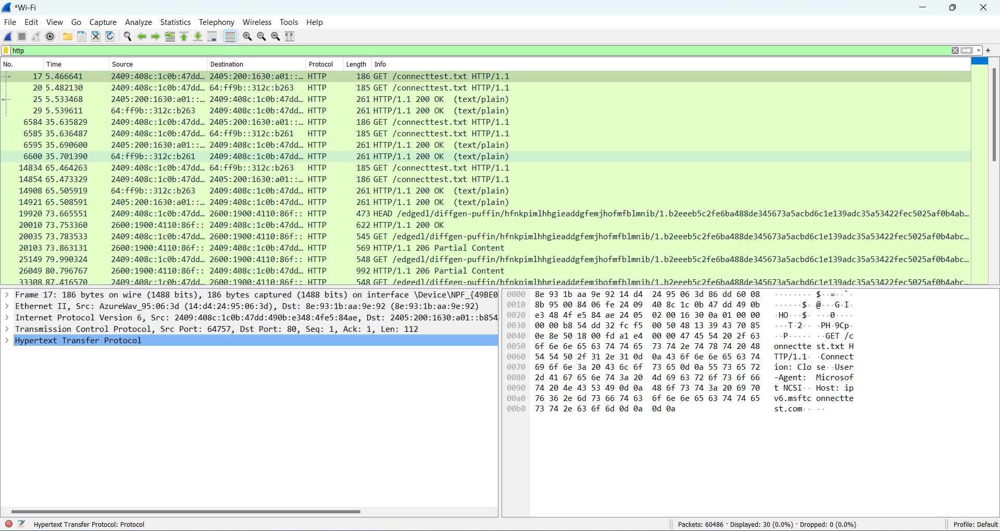 *Wi-Fi
File Edit View Go Capture Analyze Statistics Telephony Wireless Tools Help
http
No. Time Source Destination Protocol Length Info
17 5.466641 2409:408c:1c0b:47dd… 2405:200:1630:a01::… HTTP 186 GET /connecttest.txt HTTP/1.1
20 5.482130 2409:408c:1c0b:47dd… 64:ff9b::312c:b263 HTTP 185 GET /connecttest.txt HTTP/1.1
25 5.533468 2405:200:1630:a01::… 2409:408c:1c0b:47dd… HTTP 261 HTTP/1.1 200 OK (text/plain)
29 5.539611 64:ff9b::312c:b263 2409:408c:1c0b:47dd… HTTP 261 HTTP/1.1 200 OK (text/plain)
6584 35.635829 2409:408c:1c0b:47dd… 2405:200:1630:a01::… HTTP 186 GET /connecttest.txt HTTP/1.1
6585 35.636487 2409:408c:1c0b:47dd… 64:ff9b::312c:b261 HTTP 185 GET /connecttest.txt HTTP/1.1
6595 35.690600 2405:200:1630:a01::… 2409:408c:1c0b:47dd… HTTP 261 HTTP/1.1 200 OK (text/plain)
6600 35.701390 64:ff9b::312c:b261 2409:408c:1c0b:47dd… HTTP 261 HTTP/1.1 200 OK (text/plain)
14834 65.464263 2409:408c:1c0b:47dd… 64:ff9b::312c:b263 HTTP 185 GET /connecttest.txt HTTP/1.1
14854 65.473329 2409:408c:1c0b:47dd… 2405:200:1630:a01::… HTTP 186 GET /connecttest.txt HTTP/1.1
14908 65.505919 64:ff9b::312c:b263 2409:408c:1c0b:47dd… HTTP 261 HTTP/1.1 200 OK (text/plain)
14921 65.508591 2405:200:1630:a01::… 2409:408c:1c0b:47dd… HTTP 261 HTTP/1.1 200 OK (text/plain)
19920 73.665551 2409:408c:1c0b:47dd… 2600:1900:4110:86f:: HTTP 473 HEAD /edgedl/diffgen-puffin/hfnkpimlhhgieaddgfemjhofmfblmnib/1.b2eeeb5c2fe6ba488de345673a5acbd6c1e139adc35a53422fec5025af0b4ab…
20010 73.753360 2600:1900:4110:86f:: 2409:408c:1c0b:47dd… HTTP 622 HTTP/1.1 200 OK
20035 73.783533 2409:408c:1c0b:47dd… 2600:1900:4110:86f:: HTTP 545 GET /edgedl/diffgen-puffin/hfnkpimlhhgieaddgfemjhofmfblmnib/1.b2eeeb5c2fe6ba488de345673a5acbd6c1e139adc35a53422fec5025af0b4abc…
20103 73.863131 2600:1900:4110:86f:: 2409:408c:1c0b:47dd… HTTP 569 HTTP/1.1 206 Partial Content
25149 79.990324 2409:408c:1c0b:47dd… 2600:1900:4110:86f:: HTTP 548 GET /edgedl/diffgen-puffin/hfnkpimlhhgieaddgfemjhofmfblmnib/1.b2eeeb5c2fe6ba488de345673a5acbd6c1e139adc35a53422fec5025af0b4abc…
26049 80.796767 2600:1900:4110:86f:: 2409:408c:1c0b:47dd… HTTP 992 HTTP/1.1 206 Partial Content
33308 87.416570 2409:408c:1c0b:47dd… 2600:1900:4110:86f:: HTTP 548 GET /edgedl/diffgen-puffin/hfnkpimlhhgieaddgfemjhofmfblmnib/1.b2eeeb5c2fe6ba488de345673a5acbd6c1e139adc35a53422fec5025af0b4abc…
Frame 17: 186 bytes on wire (1488 bits), 186 bytes captured (1488 bits) on interface \Device\NPF_{49BE0
Ethernet II, Src: AzureWav_95:06:3d (14:d4:24:95:06:3d), Dst: 8e:93:1b:aa:9e:92 (8e:93:1b:aa:9e:92)
Internet Protocol Version 6, Src: 2409:408c:1c0b:47dd:490b:e348:4fe5:84ae, Dst: 2405:200:1630:a01::b854
Transmission Control Protocol, Src Port: 64757, Dst Port: 80, Seq: 1, Ack: 1, Len: 112
Hypertext Transfer Protocol
0000 8e 93 1b aa 9e 92 14 d4 24 95 06 3d 86 dd 60 08 ········ $··=··`·
0010 8b 95 00 84 06 fe 24 09 40 8c 1c 0b 47 dd 49 0b ······$· @···G·I·
0020 e3 48 4f e5 84 ae 24 05 02 00 16 30 0a 01 00 00 ·HO···$· ···0····
0030 00 00 b8 54 dd 32 fc f5 00 50 48 13 39 43 70 85 ···T·2·· ·PH·9Cp·
0040 0e 8e 50 18 00 fd a1 e4 00 00 47 45 54 20 2f 63 ··P····· ··GET /c
0050 6f 6e 6e 65 63 74 74 65 73 74 2e 74 78 74 20 48 onnectte st.txt H
0060 54 54 50 2f 31 2e 31 0d 0a 43 6f 6e 6e 65 63 74 TTP/1.1· ·Connect
0070 69 6f 6e 3a 20 43 6c 6f 73 65 0d 0a 55 73 65 72 ion: Clo se··User
0080 2d 41 67 65 6e 74 3a 20 4d 69 63 72 6f 73 6f 66 -Agent: Microsof
0090 74 20 4e 43 53 49 0d 0a 48 6f 73 74 3a 20 69 70 t NCSI·· Host: ip
00a0 76 36 2e 6d 73 66 74 63 6f 6e 6e 65 63 74 74 65 v6.msftc onnectte
00b0 73 74 2e 63 6f 6d 0d 0a 0d 0a st.com·· ··
Hypertext Transfer Protocol: Protocol
Packets: 60486 · Displayed: 30 (0.0%) · Dropped: 0 (0.0%)
Profile: Default